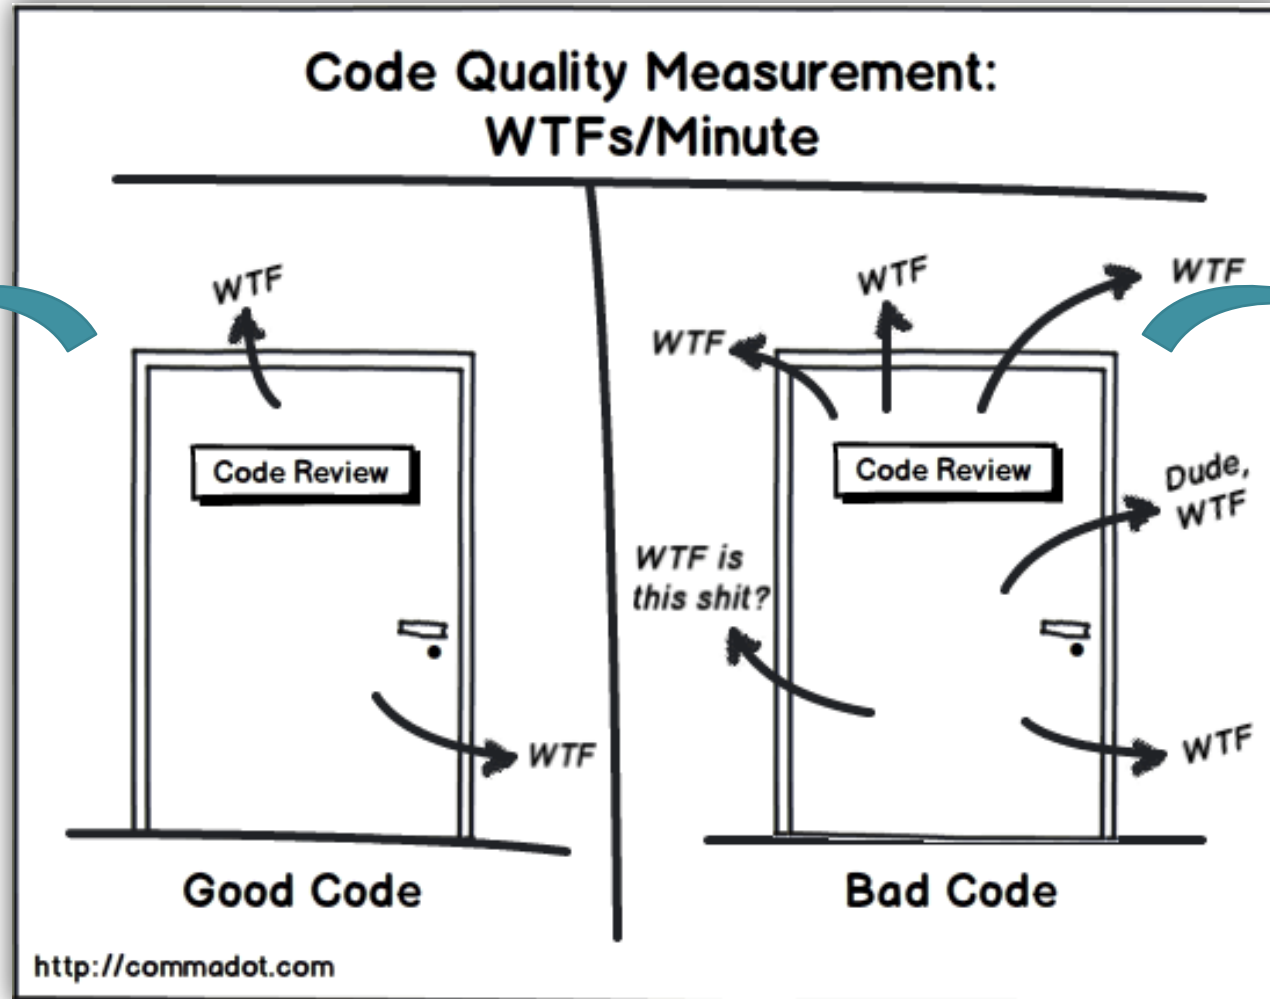 Code Quality Measurement:
WTFs/Minute
WTF
Code Review
WTF
Good Code
WTF
WTF
WTF
Code Review
Dude,
WTF
WTF is
this shit?
WTF
Bad Code
http://commadot.com